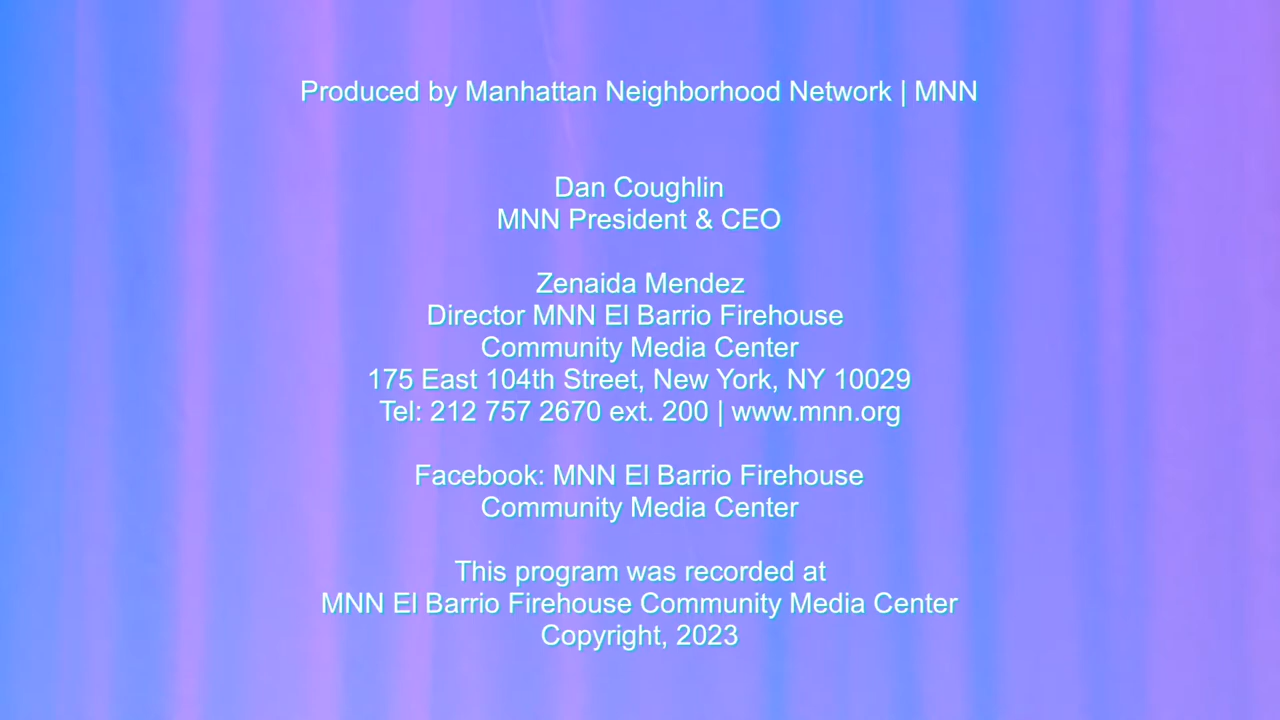 Produced by Manhattan Neighborhood Network | MNN
Dan Coughlin
MNN President & CEO
Zenaida Mendez
Director MNN El Barrio Firehouse
Community Media Center
175 East 104th Street, New York, NY 10029
Tel: 212 757 2670 ext. 200 | www.mnn.org
Facebook: MNN El Barrio Firehouse
Community Media Center
This program was recorded at
MNN El Barrio Firehouse Community Media Center
Copyright, 2023